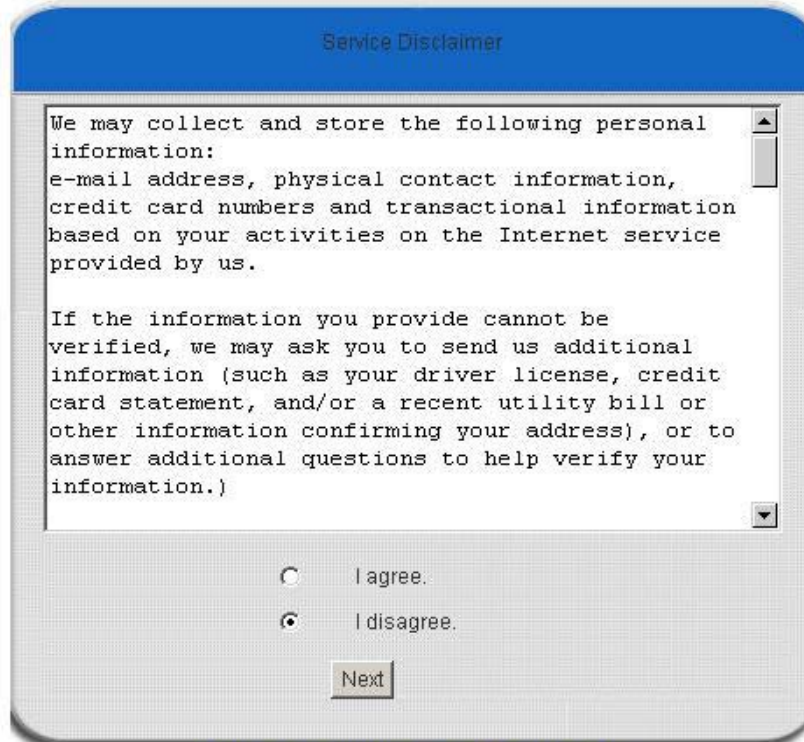 Service Disclaimer
We may collect and store the following personal
information:
e-mail address, physical contact information,
credit card numbers and transactional information
based on your activities on the Internet service
provided by us.
If the information you provide cannot be
verified, we may ask you to send us additional
information (such as your driver license, credit
card statement, and/or a recent utility bill or
other information confirming your address), or to
answer additional questions to help verify your
information.)
I agree.
I disagree.
Next